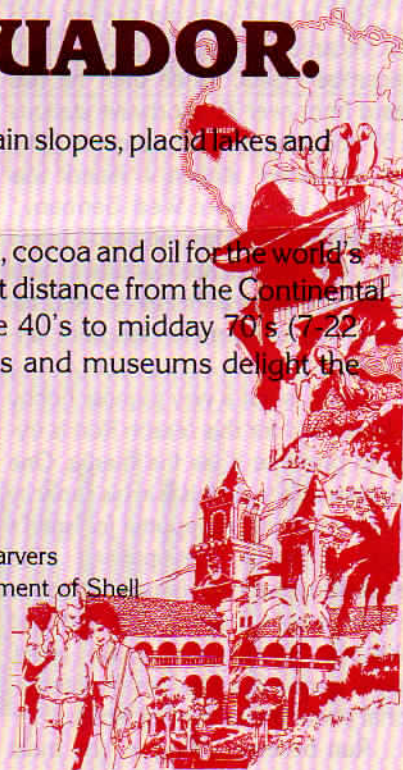 UADOR.
ain slopes, placid lakes and
, cocoa and oil for the world's
t distance from the Continental
e 40's to midday 70's (7-22
s and museums delight the
arvers
ment of Shell